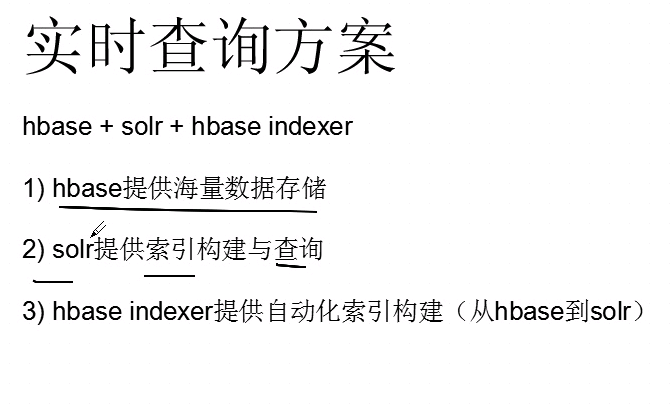 实时查询方案
hbase + solr + hbase indexer
1) hbase提供海量数据存储
2) solr提供索引构建与查询
3) hbase indexer提供自动化索引构建（从hbase到solr）